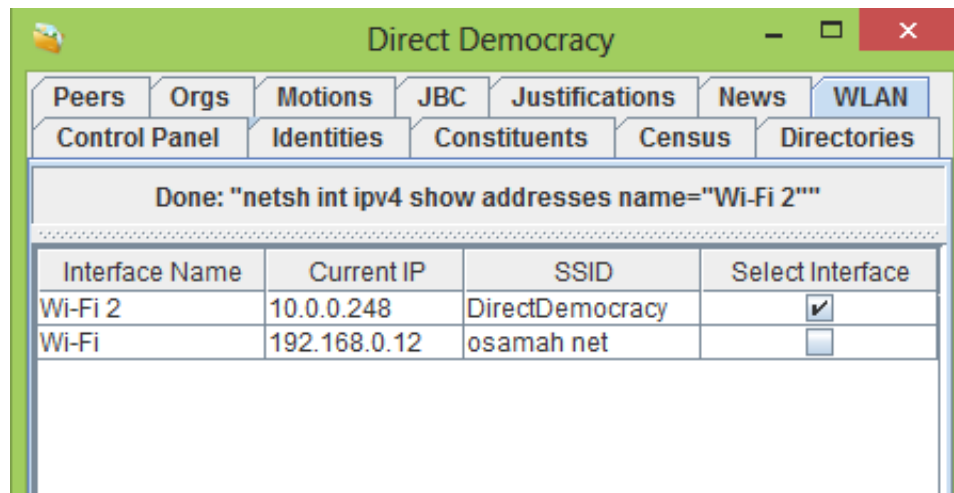 Direct Democracy
Peers Orgs Motions JBC Justifications News WLAN
Control Panel Identities Constituents Census Directories
Done: "netsh int ipv4 show addresses name="Wi-Fi 2""
Interface Name Current IP SSID Select Interface
Wi-Fi 2 10.0.0.248 DirectDemocracy
Wi-Fi 192.168.0.12 osamah net